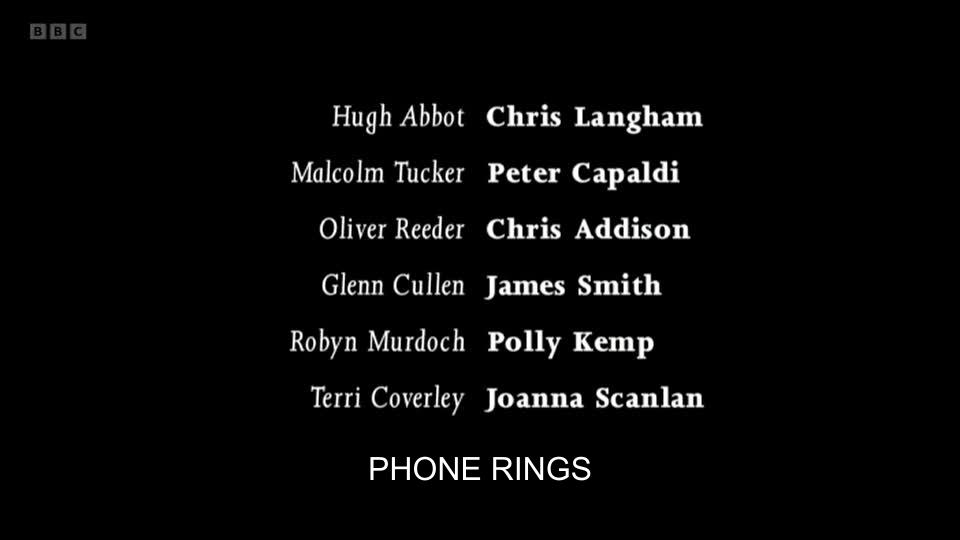 BBC
Hugh Abbot Chris Langham
Malcolm Tucker Peter Capaldi
Oliver Reeder Chris Addison
Glenn Cullen James Smith
Robyn Murdoch Polly Kemp
Terri Coverley Joanna Scanlan
PHONE RINGS